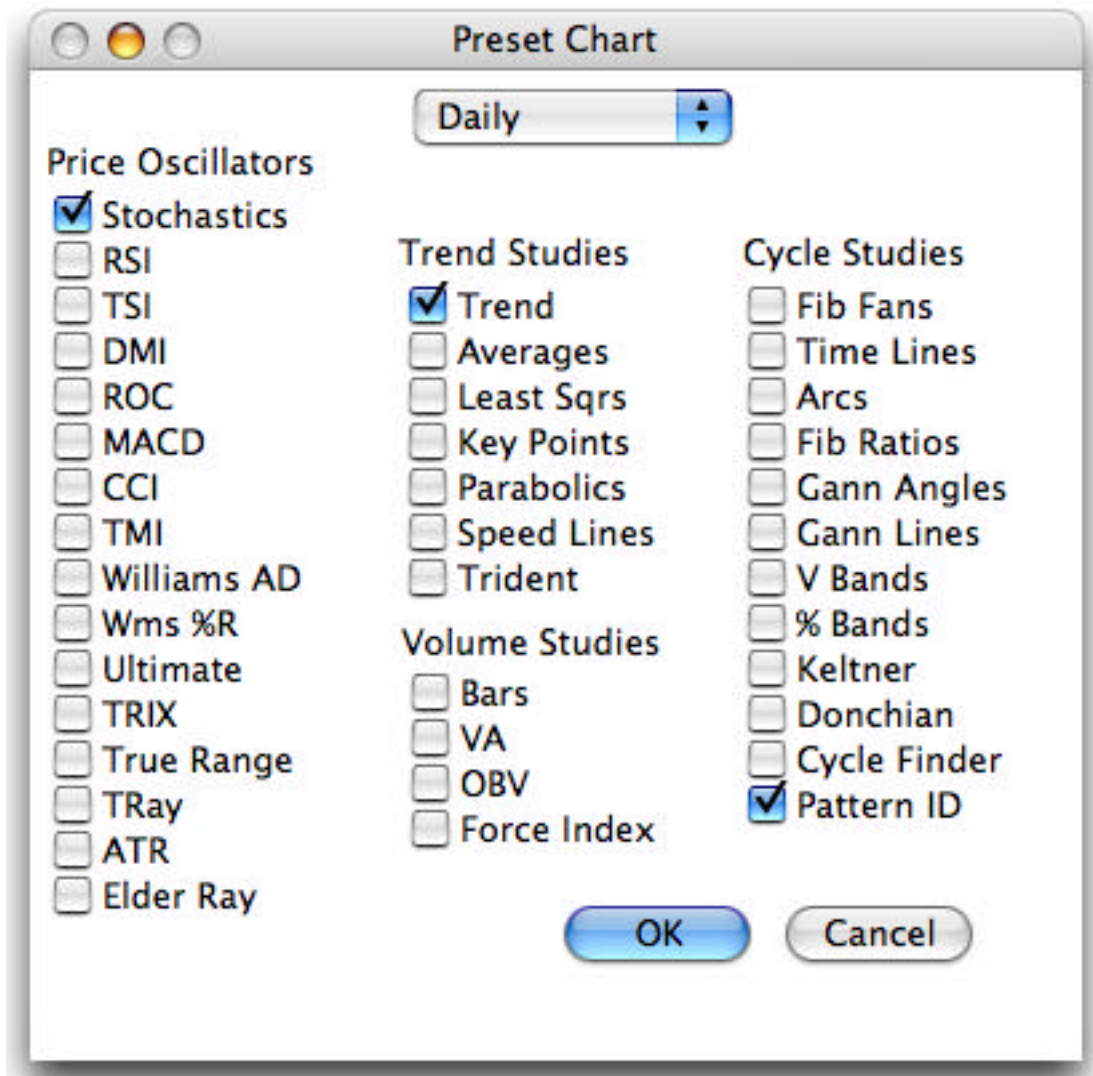 Preset Chart
Daily
Price Oscillators
Stochastics
RSI
TSI
DMI
ROC
MACD
CCI
TMI
Williams AD
Wms %R
Ultimate
TRIX
True Range
TRay
ATR
Elder Ray
Trend Studies
Trend
Averages
Least Sqrs
Key Points
Parabolics
Speed Lines
Trident
Volume Studies
Bars
VA
OBV
Force Index
Cycle Studies
Fib Fans
Time Lines
Arcs
Fib Ratios
Gann Angles
Gann Lines
V Bands
% Bands
Keltner
Donchian
Cycle Finder
Pattern ID
OK
Cancel